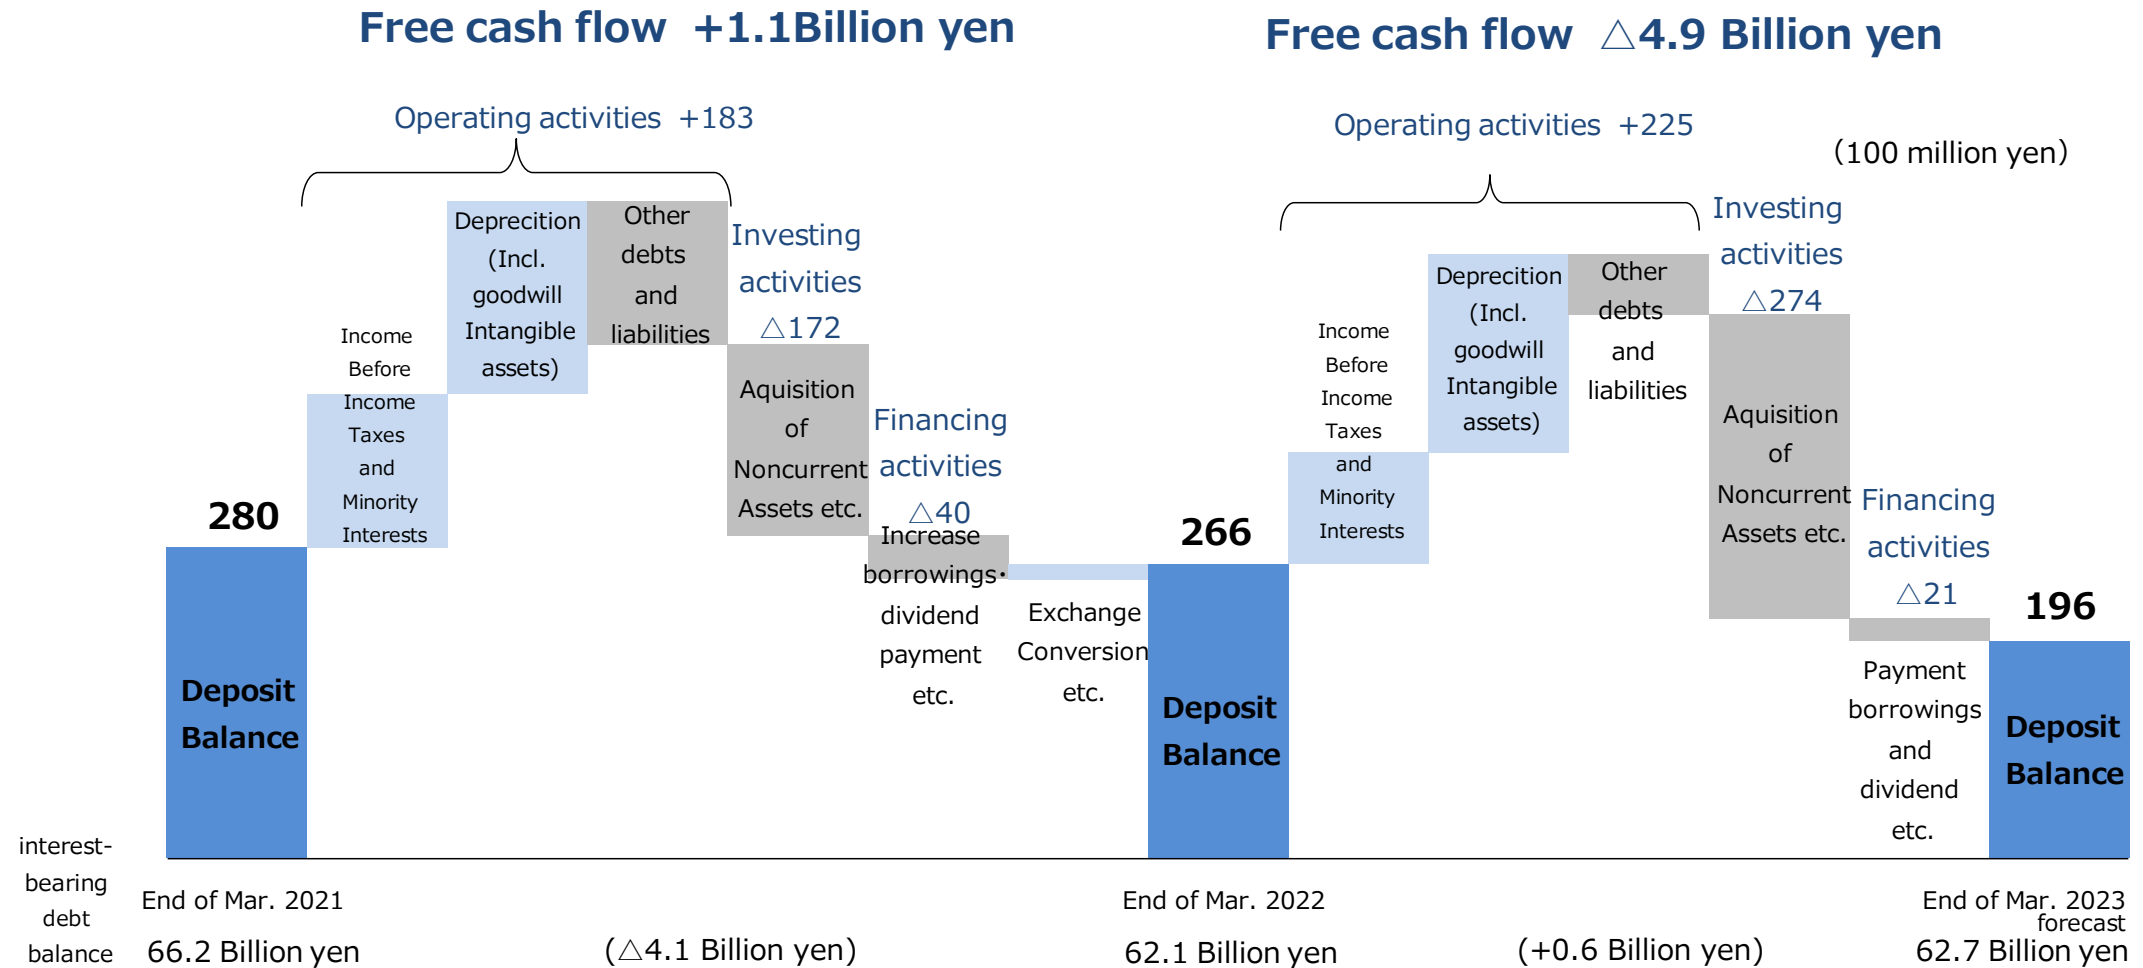 Free cash flow +1.1Billion yen
Free cash flow △4.9 Billion yen
Operating activities +183
Operating activities +225
(100 million yen)
Income
Before
Income
Taxes
and
Minority
Interests
Deprecition
(Incl.
goodwill
Intangible
assets)
Other
debts
and
liabilities
Investing
activities
△172
Aquisition
of
Noncurrent
Assets etc.
Financing
activities
△40
Increase
borrowings・
dividend
payment
etc.
Exchange
Conversion
etc.
Income
Before
Income
Taxes
and
Minority
Interests
Deprecition
(Incl.
goodwill
Intangible
assets)
Other
debts
and
liabilities
Investing
activities
△274
Aquisition
of
Noncurrent
Assets etc.
Financing
activities
△21
Payment
borrowings
and
dividend
etc.
280
Deposit
Balance
266
Deposit
Balance
196
Deposit
Balance
interest-
bearing
debt
balance
End of Mar. 2021
66.2 Billion yen
(△4.1 Billion yen)
End of Mar. 2022
62.1 Billion yen
(+0.6 Billion yen)
End of Mar. 2023
forecast
62.7 Billion yen